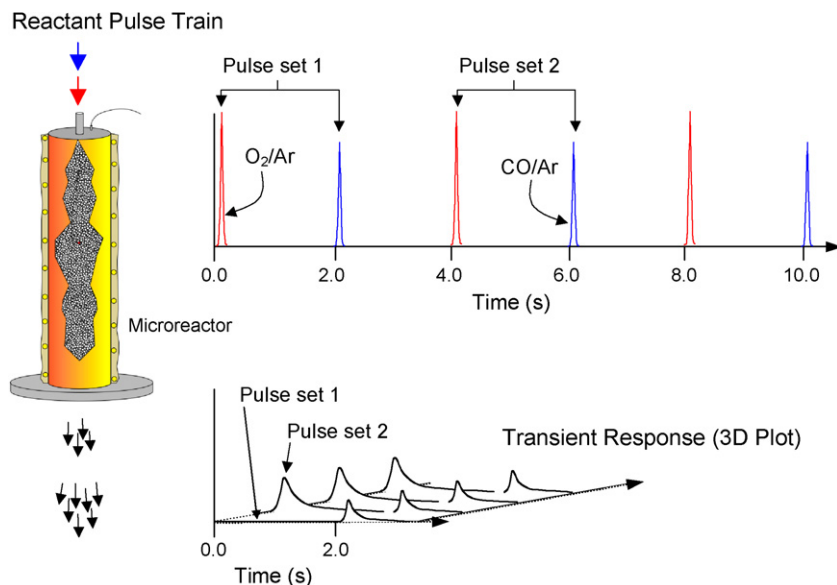 Reactant Pulse Train
Pulse set 1
Pulse set 2
O2/Ar
CO/Ar
0.0 2.0 4.0 6.0 8.0 10.0
Time (s)
Microreactor
Pulse set 1
Pulse set 2
Transient Response (3D Plot)
0.0 2.0
Time (s)